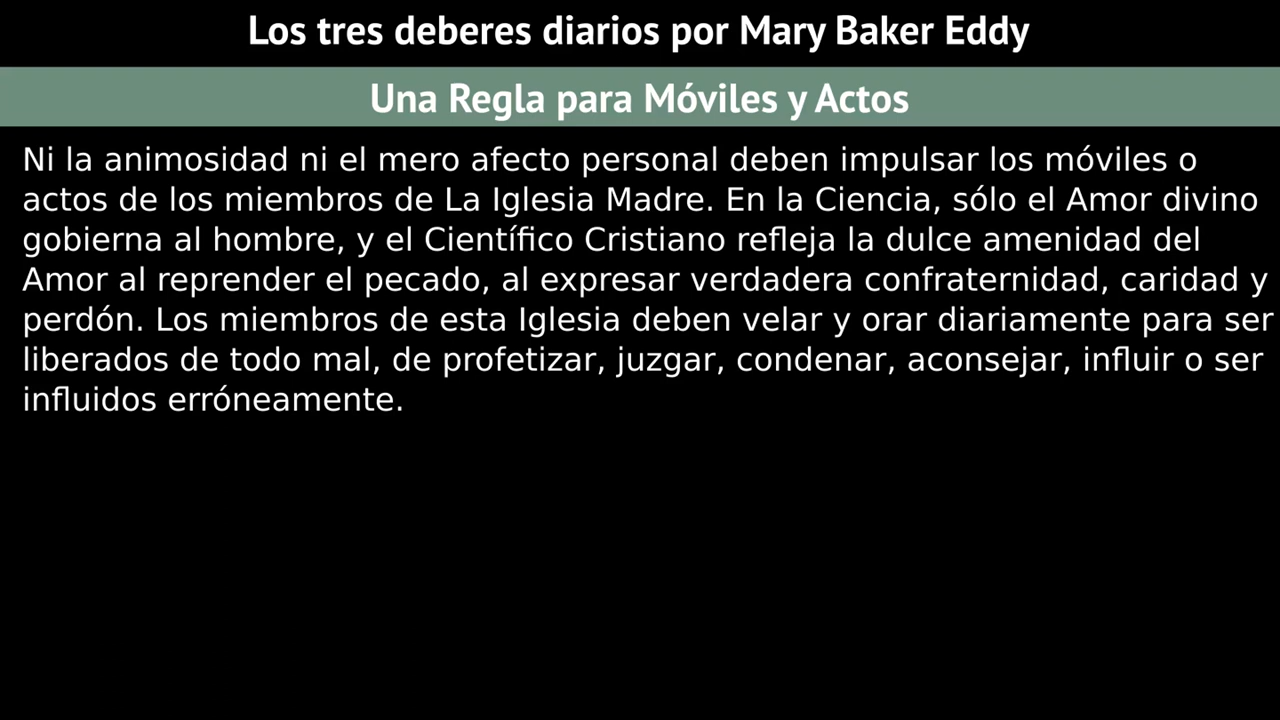 Los tres deberes diarios por Mary Baker Eddy
Una Regla para Móviles y Actos
Ni la animosidad ni el mero afecto personal deben impulsar los móviles o
actos de los miembros de La Iglesia Madre. En la Ciencia, sólo el Amor divino
gobierna al hombre, y el Científico Cristiano refleja la dulce amenidad del
Amor al reprender el pecado, al expresar verdadera confraternidad, caridad y
perdón. Los miembros de esta Iglesia deben velar y orar diariamente para ser
liberados de todo mal, de profetizar, juzgar, condenar, aconsejar, influir o ser
influidos erróneamente.